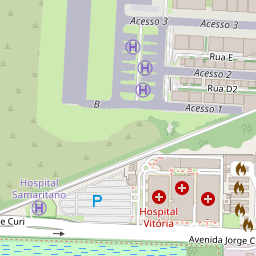 Acesso 3
Acesso 3
Rua E
H
H
Acesso 2
Rua D2
H
B
Acesso 1
Hospital
Samaritano
H
P
Hospital
Vitória
e Curi
Avenida Jorge C